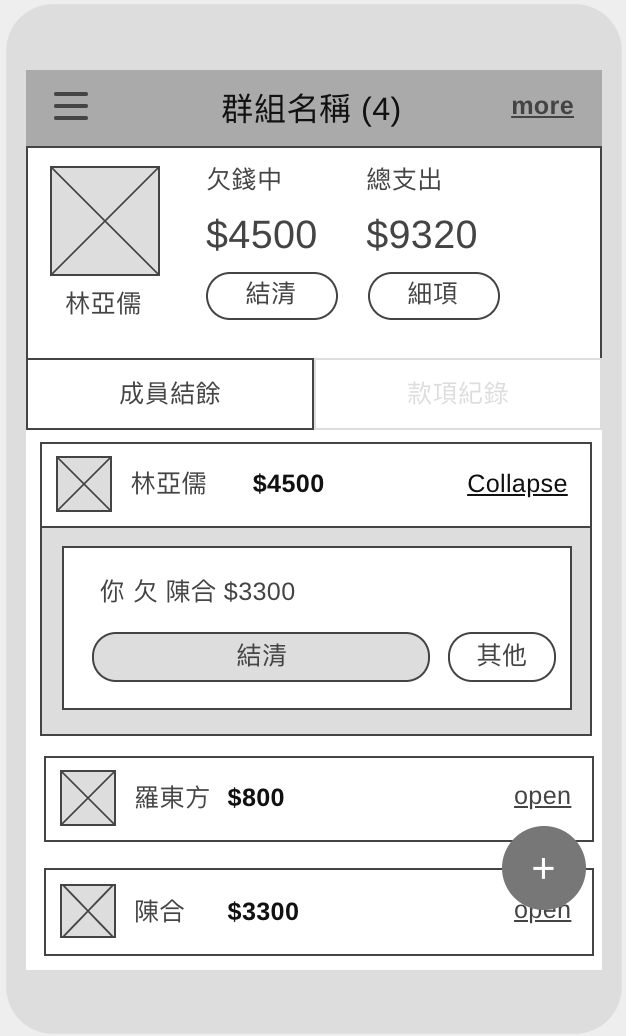 群組名稱 (4)
more
欠錢中
總支出
$4500
$9320
林亞儒
結清
細項
成員結餘
款項紀錄
林亞儒 $4500 Collapse
你 欠 陳合 $3300
結清
其他
羅東方 $800 open
+
陳合 $3300 open